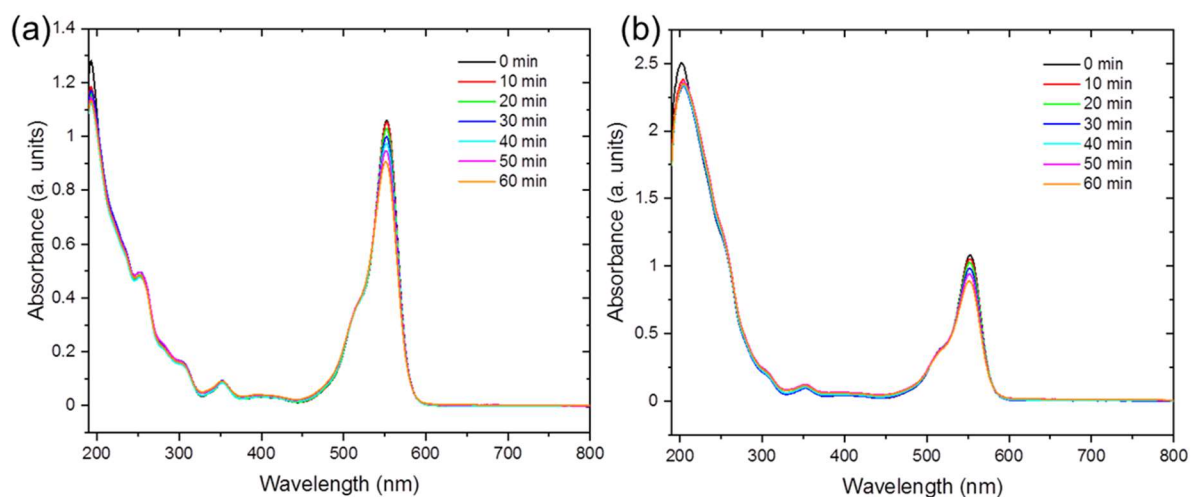 (a)
1.4
1.2
1
0.8
0.6
0.4
0.2
0
Absorbance (a. units)
200 300 400 500 600 700 800
Wavelength (nm)
0 min
10 min
20 min
30 min
40 min
50 min
60 min
(b)
2.5
2
1.5
1
0.5
0
Absorbance (a. units)
200 300 400 500 600 700 800
Wavelength (nm)
0 min
10 min
20 min
30 min
40 min
50 min
60 min